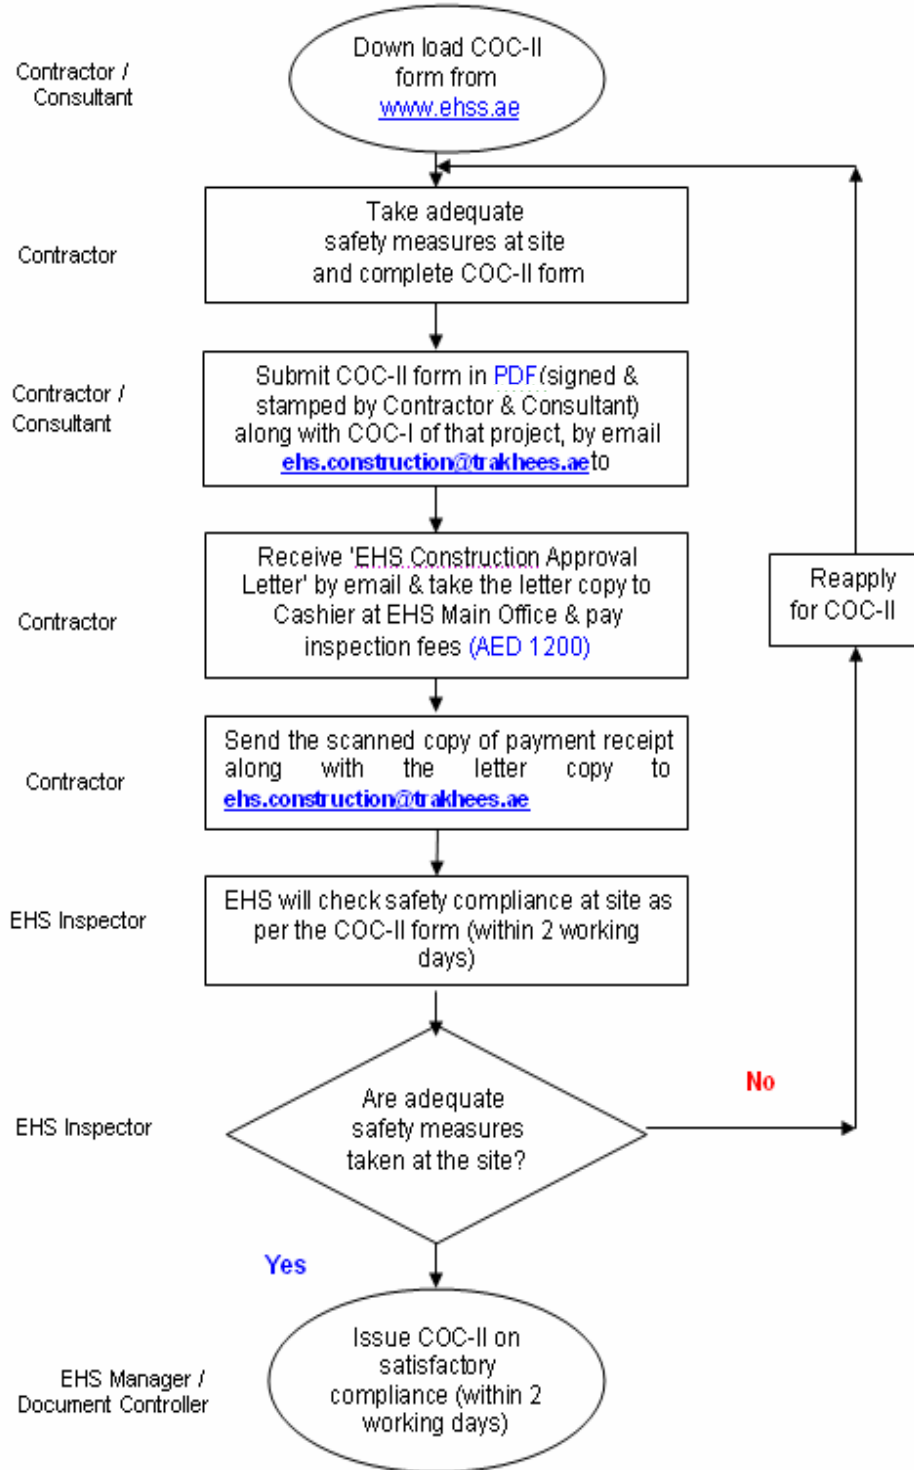 Down load COC-II
form from
www.ehss.ae
Contractor /
Consultant
Take adequate
safety measures at site
and complete COC-II form
Contractor
Submit COC-II form in PDF(signed &
stamped by Contractor & Consultant)
along with COC-I of that project, by email
ehs.construction@trakhees.ae to
Contractor /
Consultant
Receive 'EHS Construction Approval
Letter' by email & take the letter copy to
Cashier at EHS Main Office & pay
inspection fees (AED 1200)
Contractor
Reapply
for COC-II
Send the scanned copy of payment receipt
along with the letter copy to
ehs.construction@trakhees.ae
Contractor
EHS will check safety compliance at site as
per the COC-II form (within 2 working
days)
EHS Inspector
Are adequate
safety measures
taken at the site?
EHS Inspector
No
Yes
Issue COC-II on
satisfactory
compliance (within 2
working days)
EHS Manager /
Document Controller